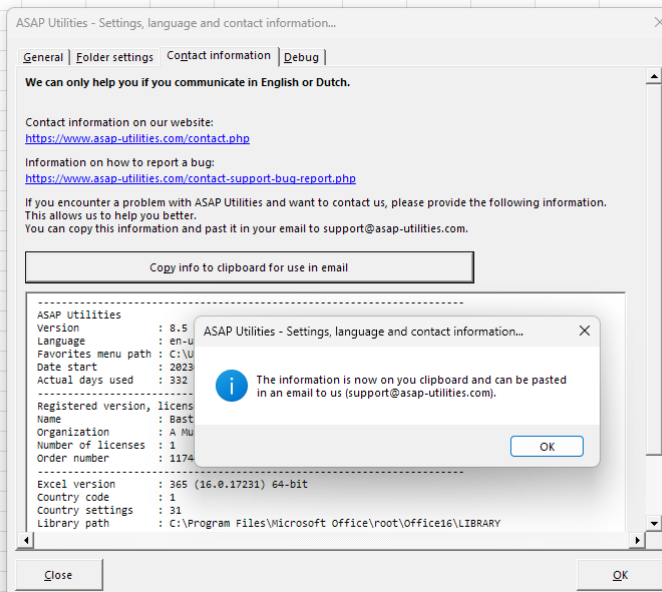 ASAP Utilities - Settings, language and contact information...
General
Folder settings
Contact information
Debug
We can only help you if you communicate in English or Dutch.
Contact information on our website:
https://www.asap-utilities.com/contact.php
Information on how to report a bug:
https://www.asap-utilities.com/contact-support-bug-report.php
If you encounter a problem with ASAP Utilities and want to contact us, please provide the following information.
This allows us to help you better.
You can copy this information and past it in your email to support@asap-utilities.com.
Copy info to clipboard for use in email
ASAP Utilities
Version : 8.5
Language : en-u
Favorites menu path : C:\U
Date start : 2023
Actual days used : 332
Registered version, licens
Name : Bast
Organization : A Mu
Number of licenses : 1
Order number : 1174
Excel version : 365 (16.0.17231) 64-bit
Country code : 1
Country settings : 31
Library path : C:\Program Files\Microsoft Office\root\Office16\LIBRARY
ASAP Utilities - Settings, language and contact information...
The information is now on you clipboard and can be pasted
in an email to us (support@asap-utilities.com).
OK
Close
OK